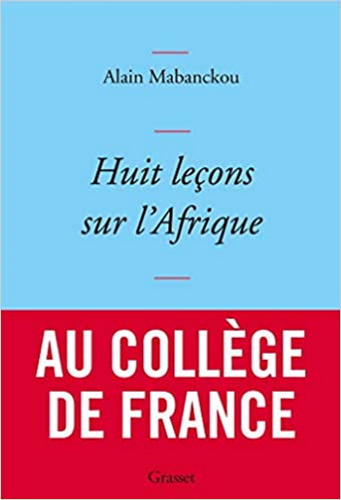 Alain Mabanckou
Huit leçons
sur l'Afrique
AU COLLÈGE
DE FRANCE
Grasset